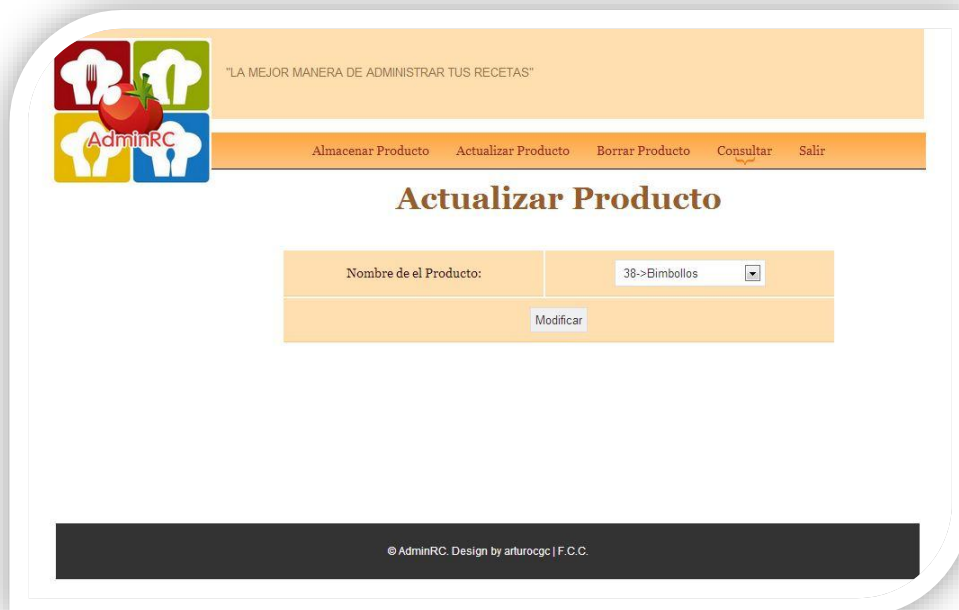 "LA MEJOR MANERA DE ADMINISTRAR TUS RECETAS"
AdminRC
Almacenar Producto Actualizar Producto Borrar Producto Consultar Salir
Actualizar Producto
Nombre de el Producto: 38->Bimbollos
Modificar
© AdminRC. Design by arturocgc | F.C.C.